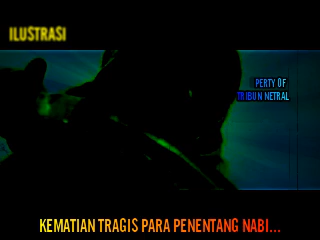 ILUSTRASI
PERTY OF
TRIBUN NETRAL
KEMATIAN TRAGIS PARA PENENTANG NABI...